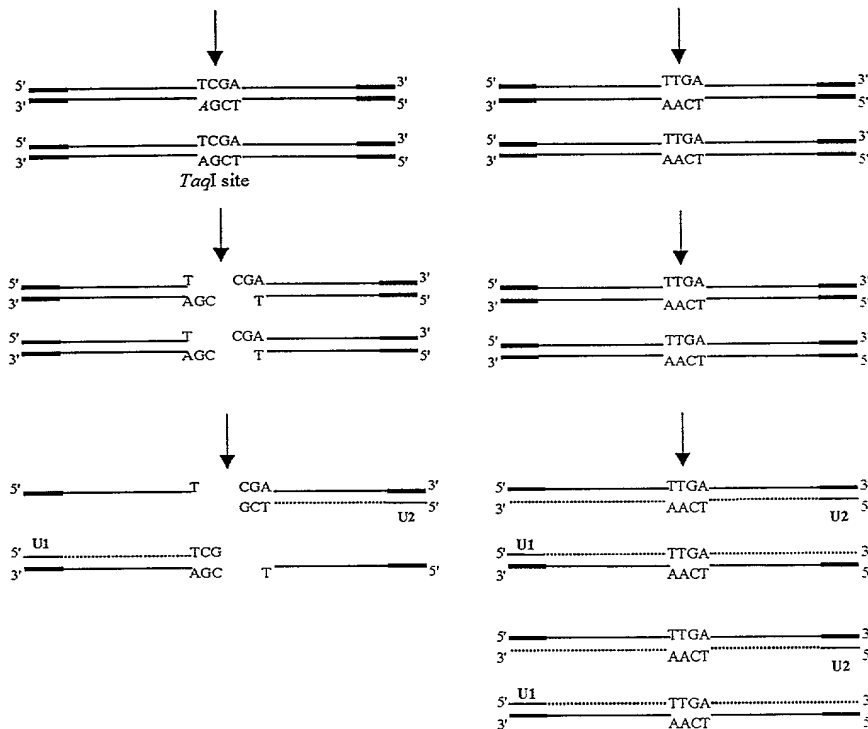 5' TCGA 3'
3' AGCT 5'
5' TCGA 3'
3' AGCT 5'
TaqI site
5' TTGA 3'
3' AACT 5'
5' TTGA 3'
3' AACT 5'
5' T CGA 3'
3' AGC T 5'
5' T CGA 3'
3' AGC T 5'
5' TTGA 3'
3' AACT 5'
5' TTGA 3'
3' AACT 5'
5' T CGA 3'
GCT 5'
U2
U1
5' TCG
3' AGC T 5'
5' TTGA 3'
3' AACT 5'
U2
U1
5' TTGA 3'
3' AACT 5'
5' TTGA 3'
3' AACT 5'
U2
U1
5' TTGA 3'
3' AACT 5'